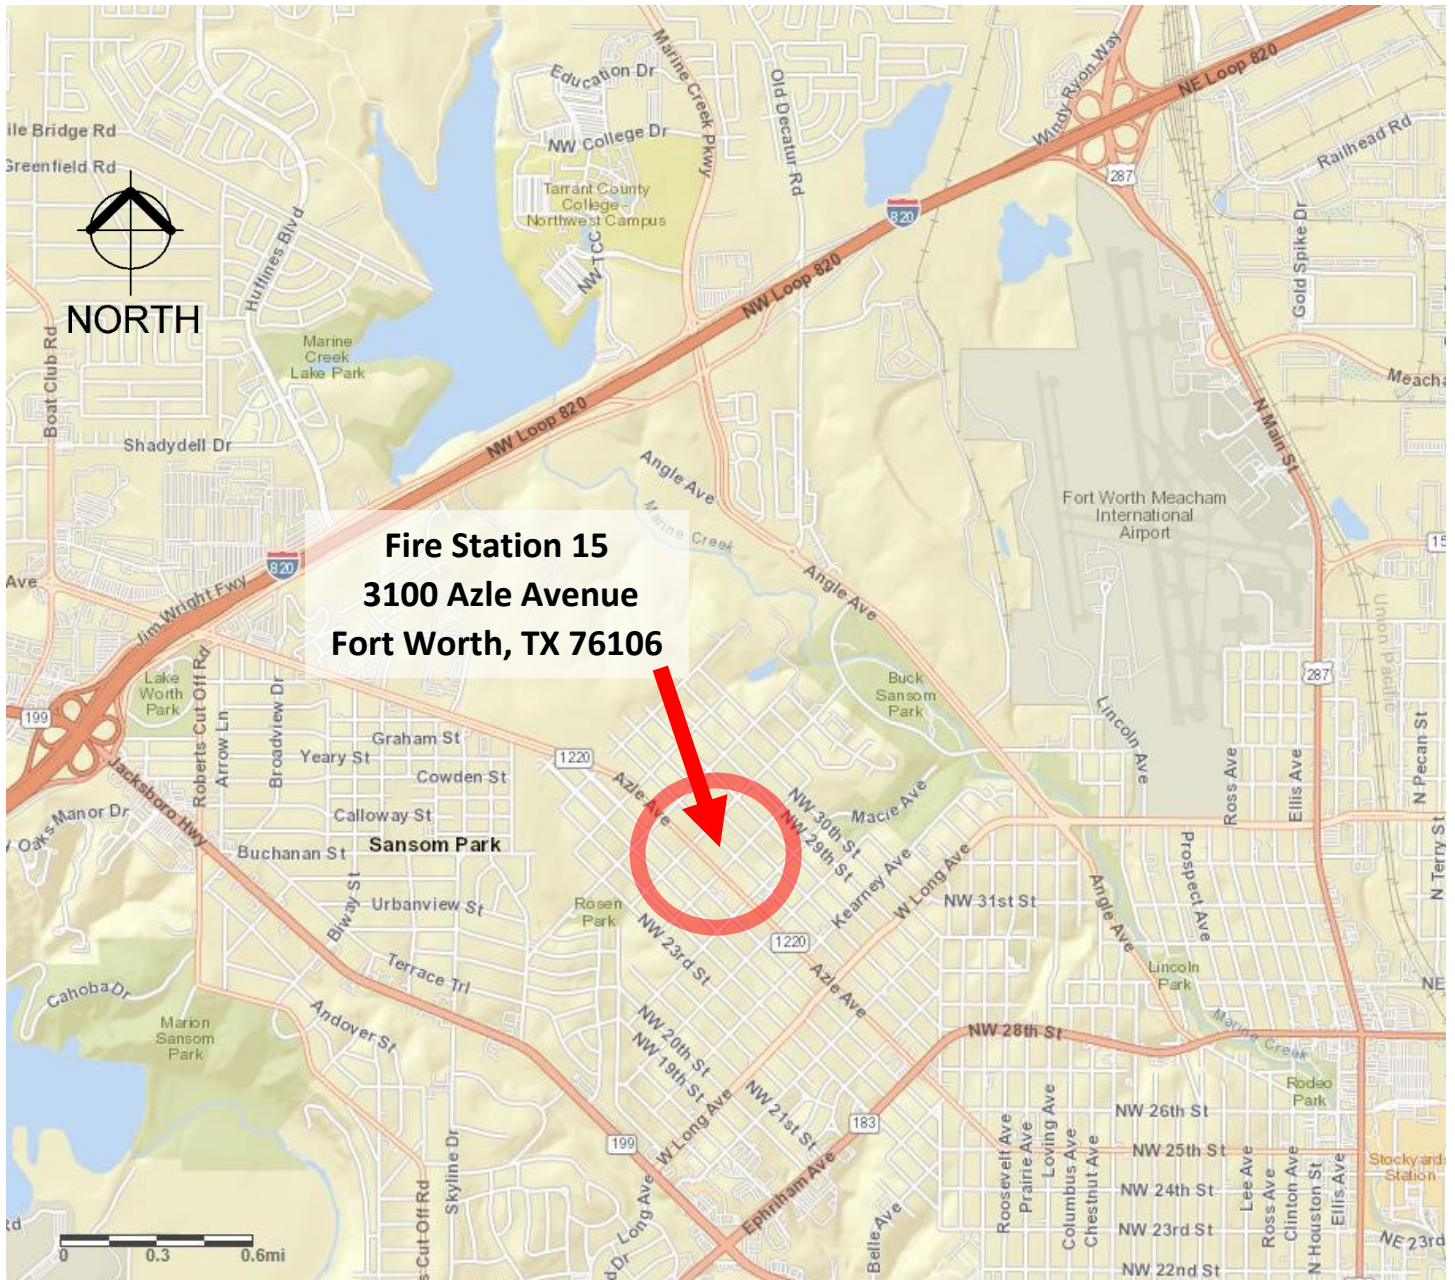 Education Dr
Marine Creek Pkwy
Old Decatur Rd
Windy Ryon Way
NE Loop 820
ile Bridge Rd
Greenfield Rd
NW College Dr
Railhead Rd
287
Tarrant County
College -
Northwest Campus
820
Huffines Blvd
NW TCC
NW Loop 820
Gold Spike Dr
NORTH
Marine
Creek
Lake Park
Boat Club Rd
Meacha
NW Loop 820
N Main St
Shadydell Dr
Angle Ave
Marine Creek
Fort Worth Meacham
International
Airport
Fire Station 15
3100 Azle Avenue
Fort Worth, TX 76106
820
15
Ave
Jim Wright Fwy
Angle Ave
Union Pacific
Lake
Worth
Park
Roberts Cut Off Rd
Arrow Ln
Broadview Dr
Buck
Sansom
Park
287
199
Graham St
Yeary St
Cowden St
1220
Azle Ave
Lincoln Ave
Ross Ave
Ellis Ave
N Pecan St
Jacksboro Hwy
Manor Dr
Calloway St
NW 30th St
NW 29th St
Macie Ave
Oaks
Buchanan St
Sansom Park
Kearney Ave
W Long Ave
Prospect Ave
N Terry St
Biway St
Urbanview St
Rosen
Park
NW 31st St
Angle Ave
NW 23rd St
1220
Azle Ave
Terrace Trl
Lincoln
Park
NE
Cahoba Dr
Marion
Sansom
Park
Andover St
NW 20th St
NW 19th St
NW 28th St
Marine Creek
Rodeo
Park
W Long Ave
NW 21st St
183
199
Skyline Dr
Roosevelt Ave
Prairie Ave
Loving Ave
Columbus Ave
Chestnut Ave
NW 26th St
NW 25th St
NW 24th St
NW 23rd St
NW 22nd St
Lee Ave
Ross Ave
Clinton Ave
N Houston St
Ellis Ave
Stockyards
Station
s Cut Off Rd
Long Ave
d Dr
Ephriham Ave
Belle Ave
NE 23rd
Rd
0 0.3 0.6mi